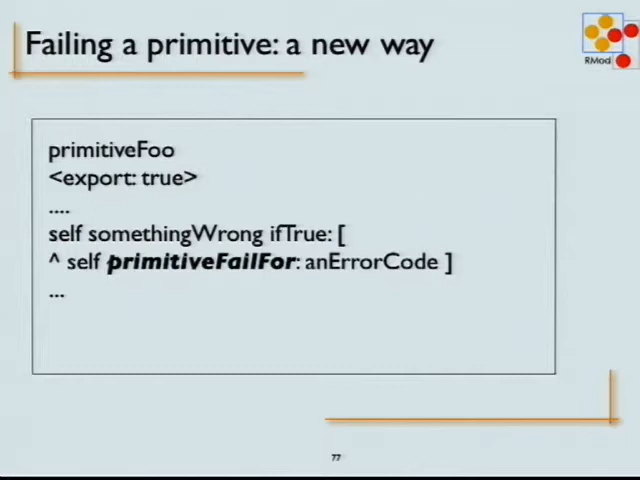 Failing a primitive: a new way
RMod
primitiveFoo
<export: true>
....
self somethingWrong ifTrue: [
^ self primitiveFailFor: anErrorCode ]
...
77